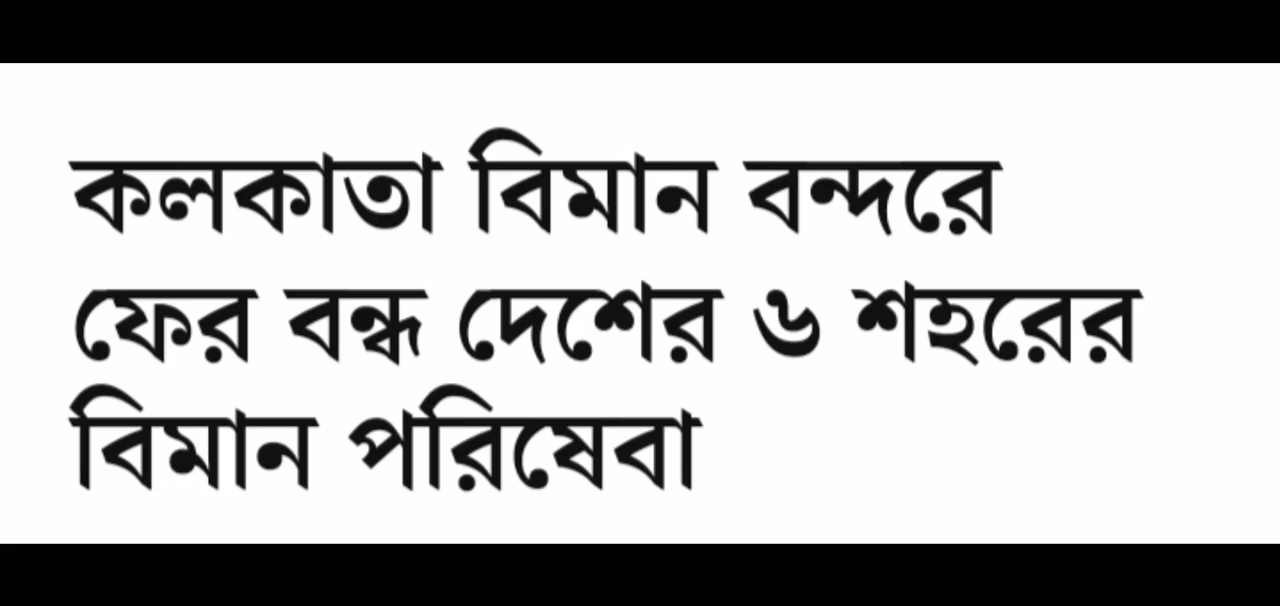 কলকাতা বিমান বন্দরে
ফের বন্ধ দেশের ৬ শহরের
বিমান পরিষেবা